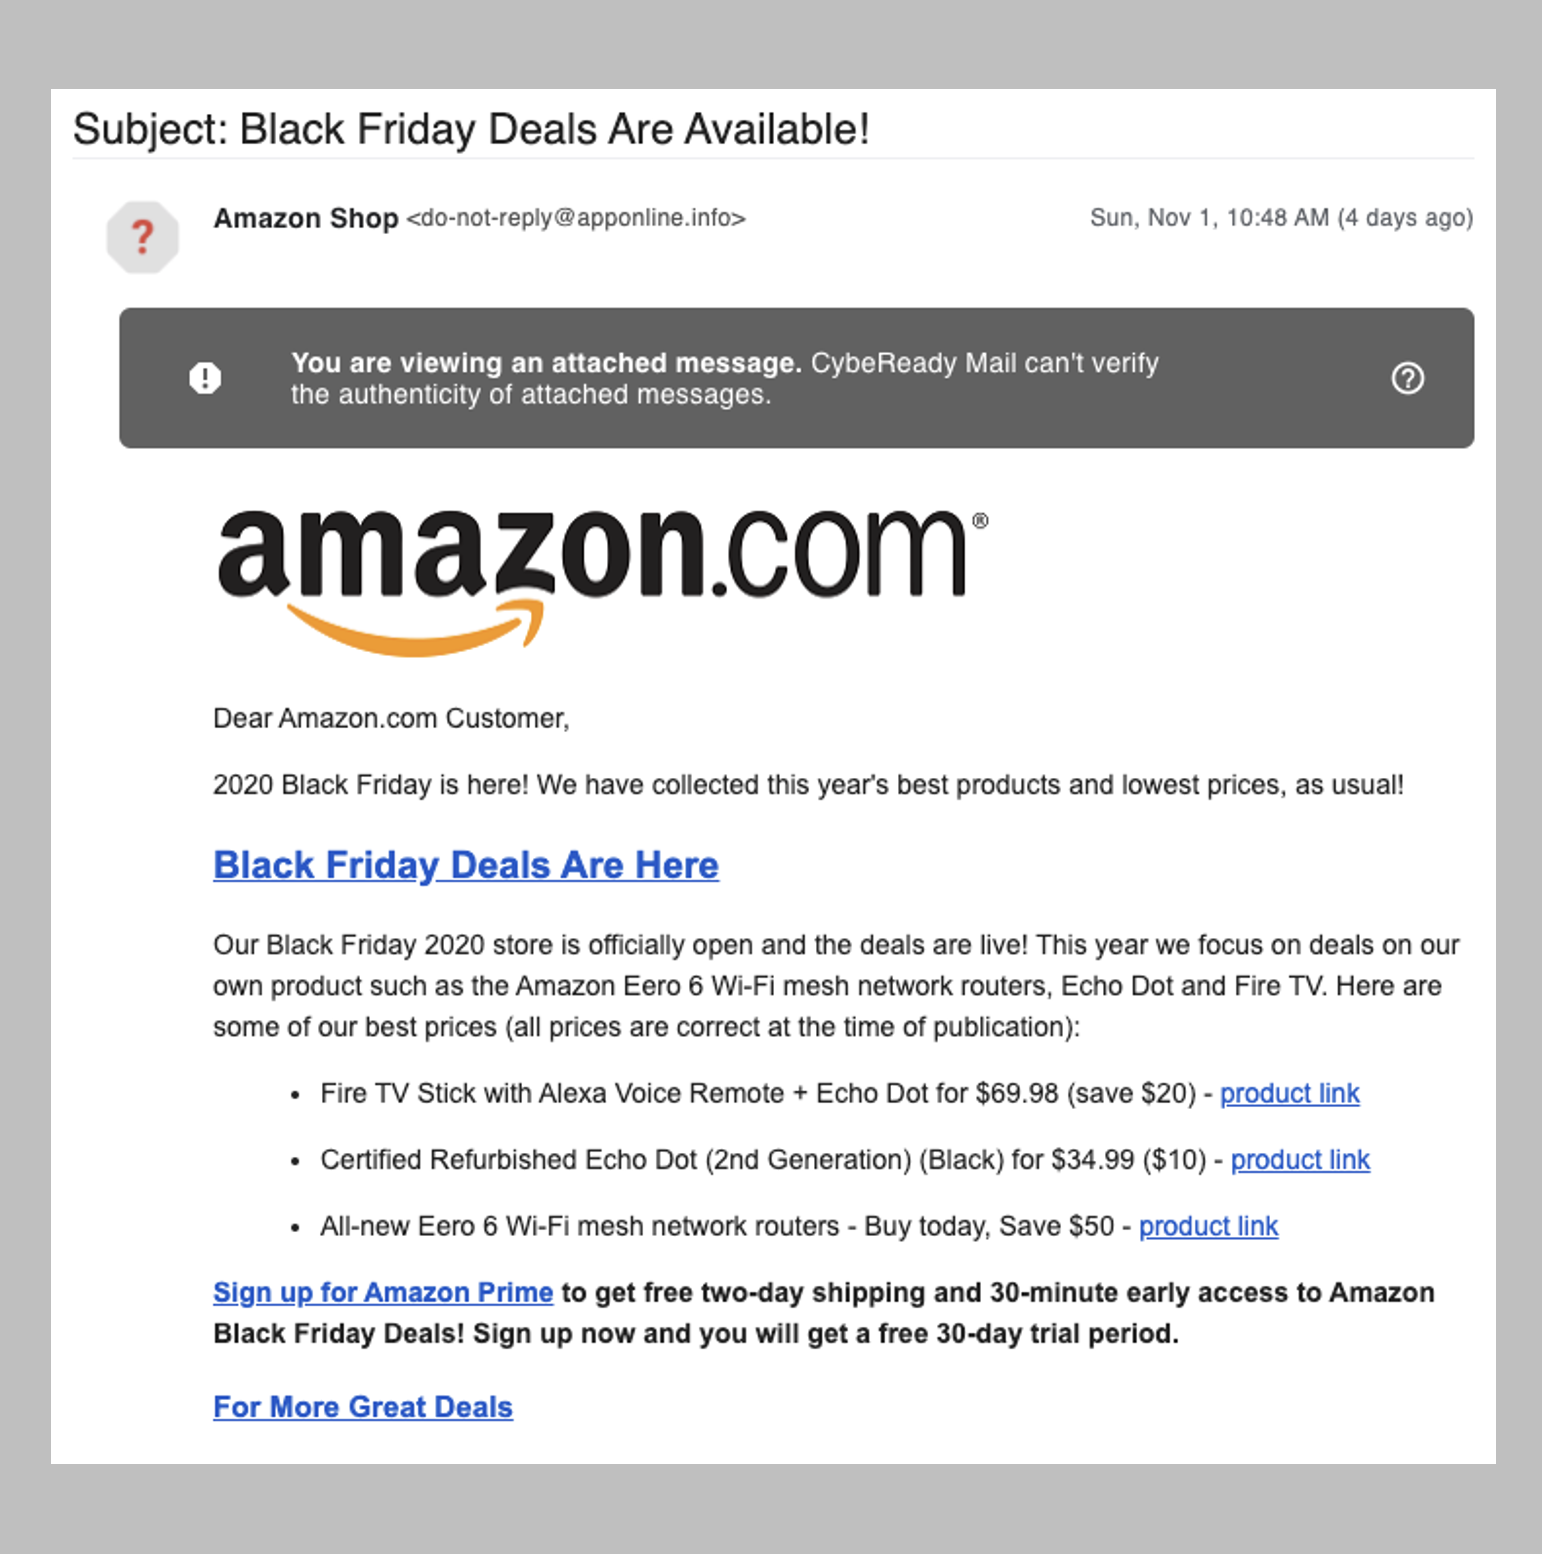 Subject: Black Friday Deals Are Available!
?
Amazon Shop <do-not-reply@apponline.info>
Sun, Nov 1, 10:48 AM (4 days ago)
You are viewing an attached message. CybeReady Mail can't verify
the authenticity of attached messages.
amazon.com®
Dear Amazon.com Customer,
2020 Black Friday is here! We have collected this year's best products and lowest prices, as usual!
Black Friday Deals Are Here
Our Black Friday 2020 store is officially open and the deals are live! This year we focus on deals on our
own product such as the Amazon Eero 6 Wi-Fi mesh network routers, Echo Dot and Fire TV. Here are
some of our best prices (all prices are correct at the time of publication):
• Fire TV Stick with Alexa Voice Remote + Echo Dot for $69.98 (save $20) - product link
• Certified Refurbished Echo Dot (2nd Generation) (Black) for $34.99 ($10) - product link
• All-new Eero 6 Wi-Fi mesh network routers - Buy today, Save $50 - product link
Sign up for Amazon Prime to get free two-day shipping and 30-minute early access to Amazon
Black Friday Deals! Sign up now and you will get a free 30-day trial period.
For More Great Deals